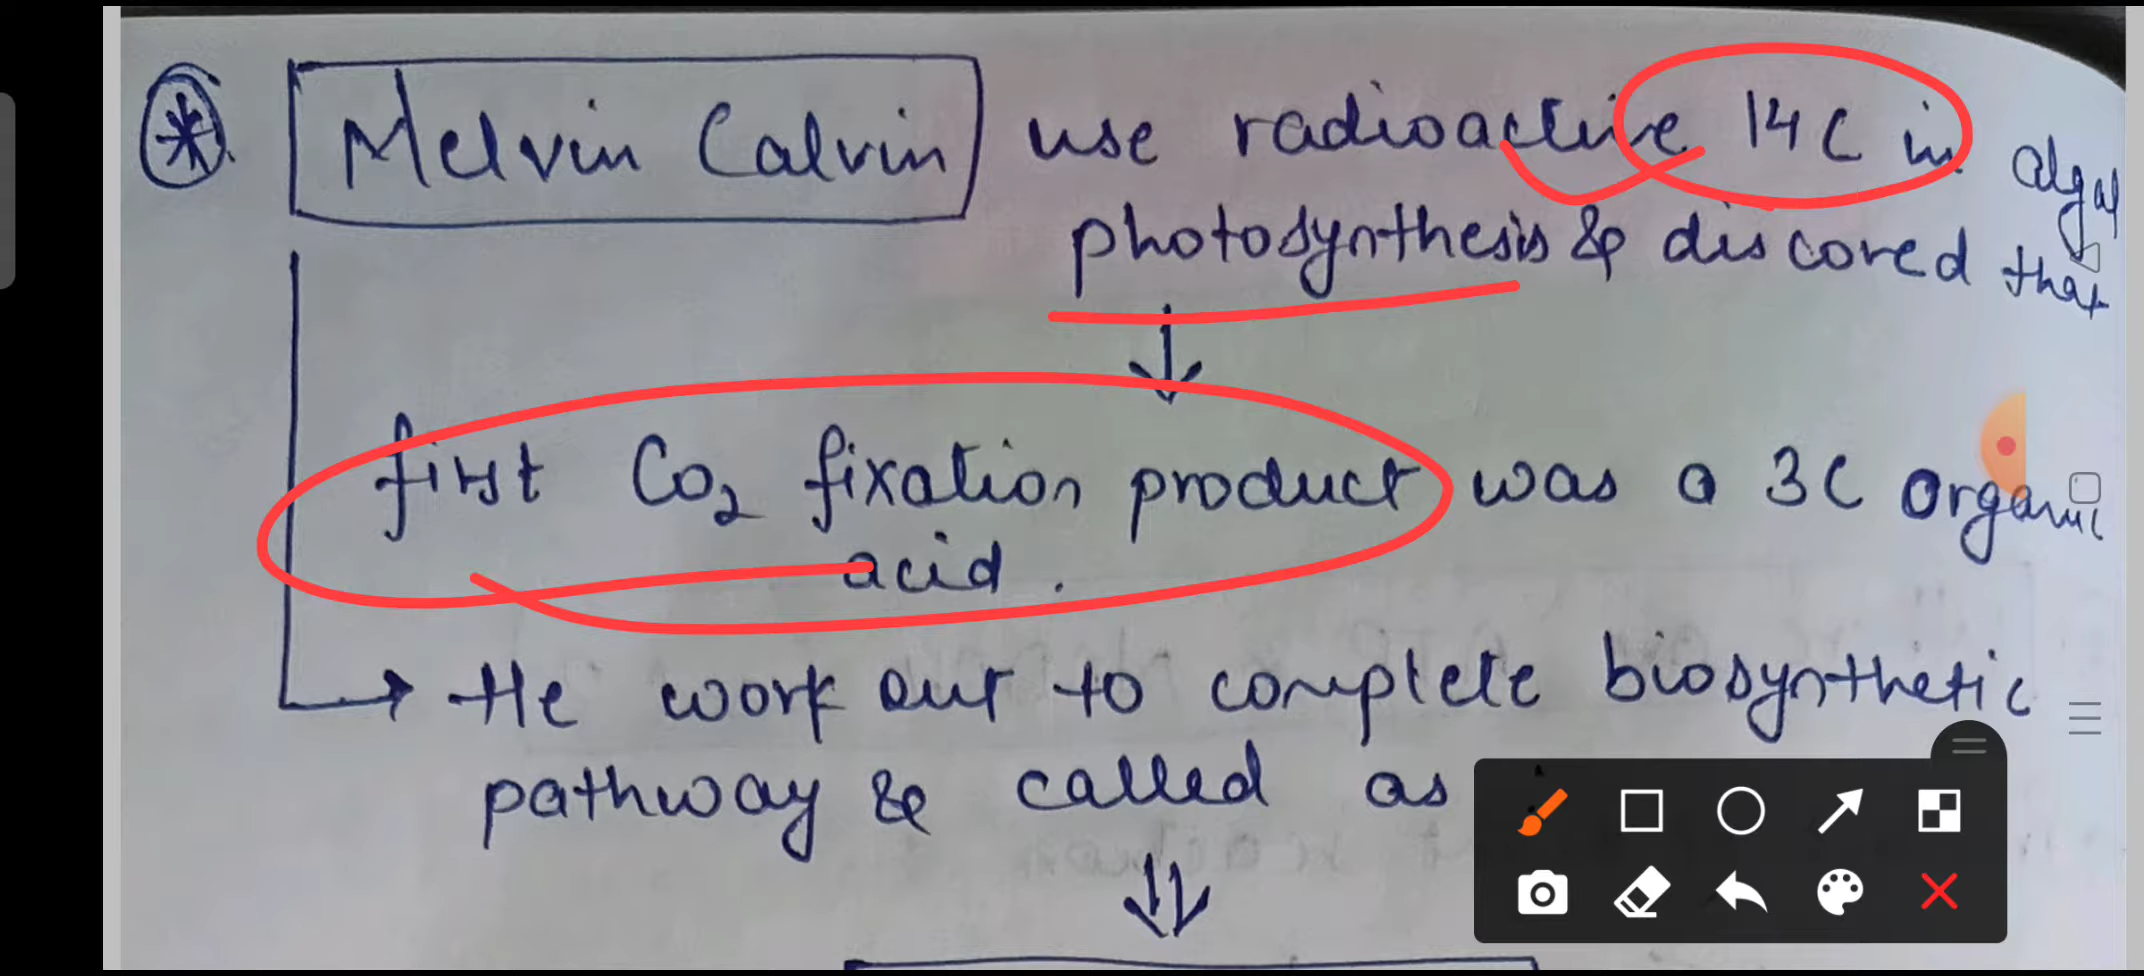 Melvin Calvin use radioactive 14C in algal
photosynthesis & discored that
first CO2 fixation product was a 3C organic
acid.
He work out to complete biosynthetic
pathway & called as